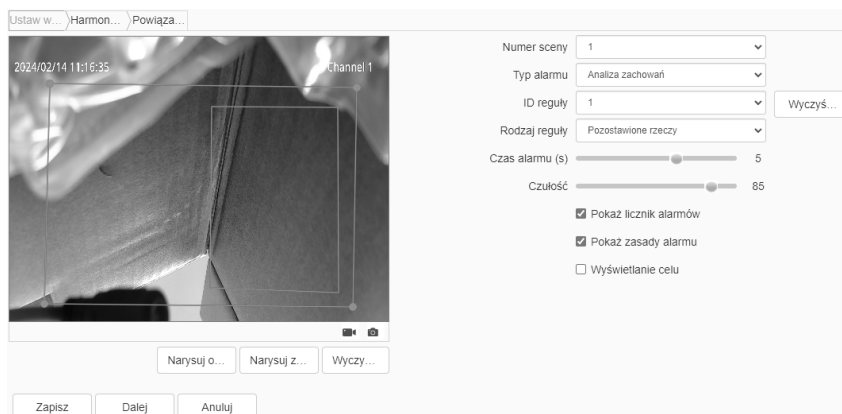 Ustaw w... Harmon... Powiąza...
2024/02/14 11:16:35 Channel 1
Numer sceny 1
Typ alarmu Analiza zachowań
ID reguły 1 Wyczyś...
Rodzaj reguły Pozostawione rzeczy
Czas alarmu (s) 5
Czułość 85
Pokaż licznik alarmów
Pokaż zasady alarmu
Wyświetlanie celu
Narysuj o... Narysuj z... Wyczy...
Zapisz Dalej Anuluj